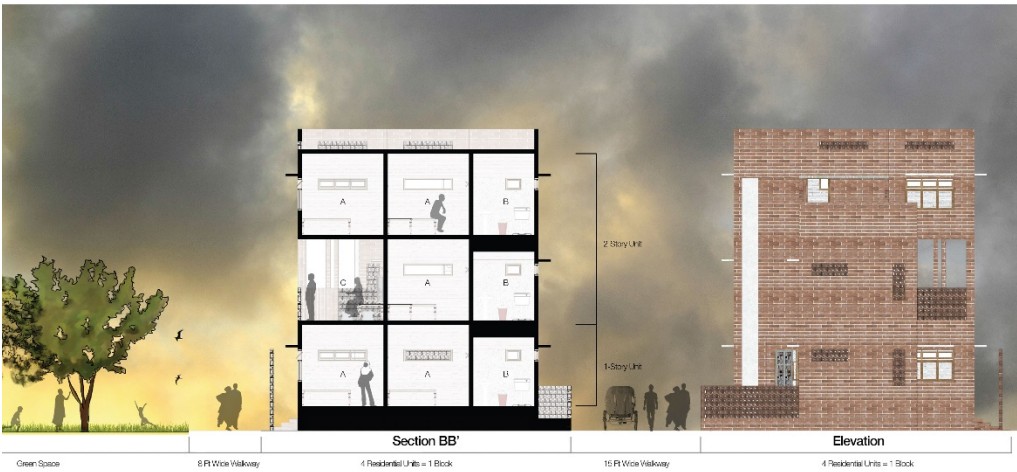 A A B
2-Story Unit
C A B
1-Story Unit
A A B
Section BB'
Elevation
Green Space
8 Ft Wide Walkway
4 Residential Units = 1 Block
15 Ft Wide Walkway
4 Residential Units = 1 Block